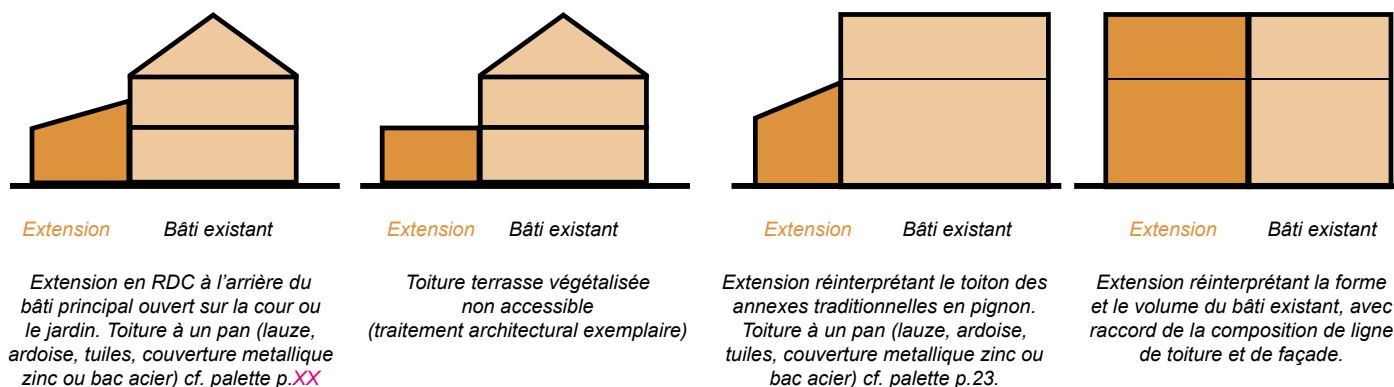 Extension Bâti existant
Extension en RDC à l'arrière du
bâti principal ouvert sur la cour ou
le jardin. Toiture à un pan (lauze,
ardoise, tuiles, couverture metallique
zinc ou bac acier) cf. palette p.XX
Extension Bâti existant
Toiture terrasse végétalisée
non accessible
(traitement architectural exemplaire)
Extension Bâti existant
Extension réinterprétant le toiton des
annexes traditionnelles en pignon.
Toiture à un pan (lauze, ardoise,
tuiles, couverture metallique zinc ou
bac acier) cf. palette p.23.
Extension Bâti existant
Extension réinterprétant la forme
et le volume du bâti existant, avec
raccord de la composition de ligne
de toiture et de façade.